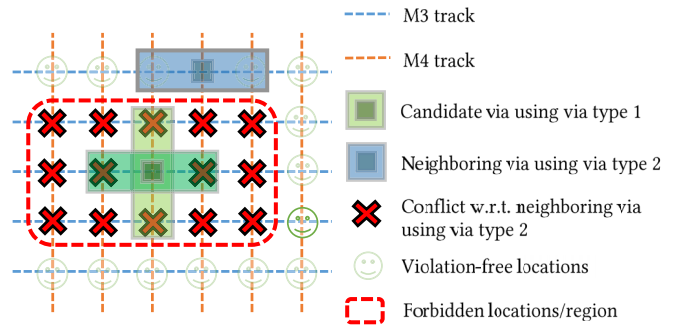 M3 track
M4 track
Candidate via using via type 1
Neighboring via using via type 2
Conflict w.r.t. neighboring via
using via type 2
Violation-free locations
Forbidden locations/region